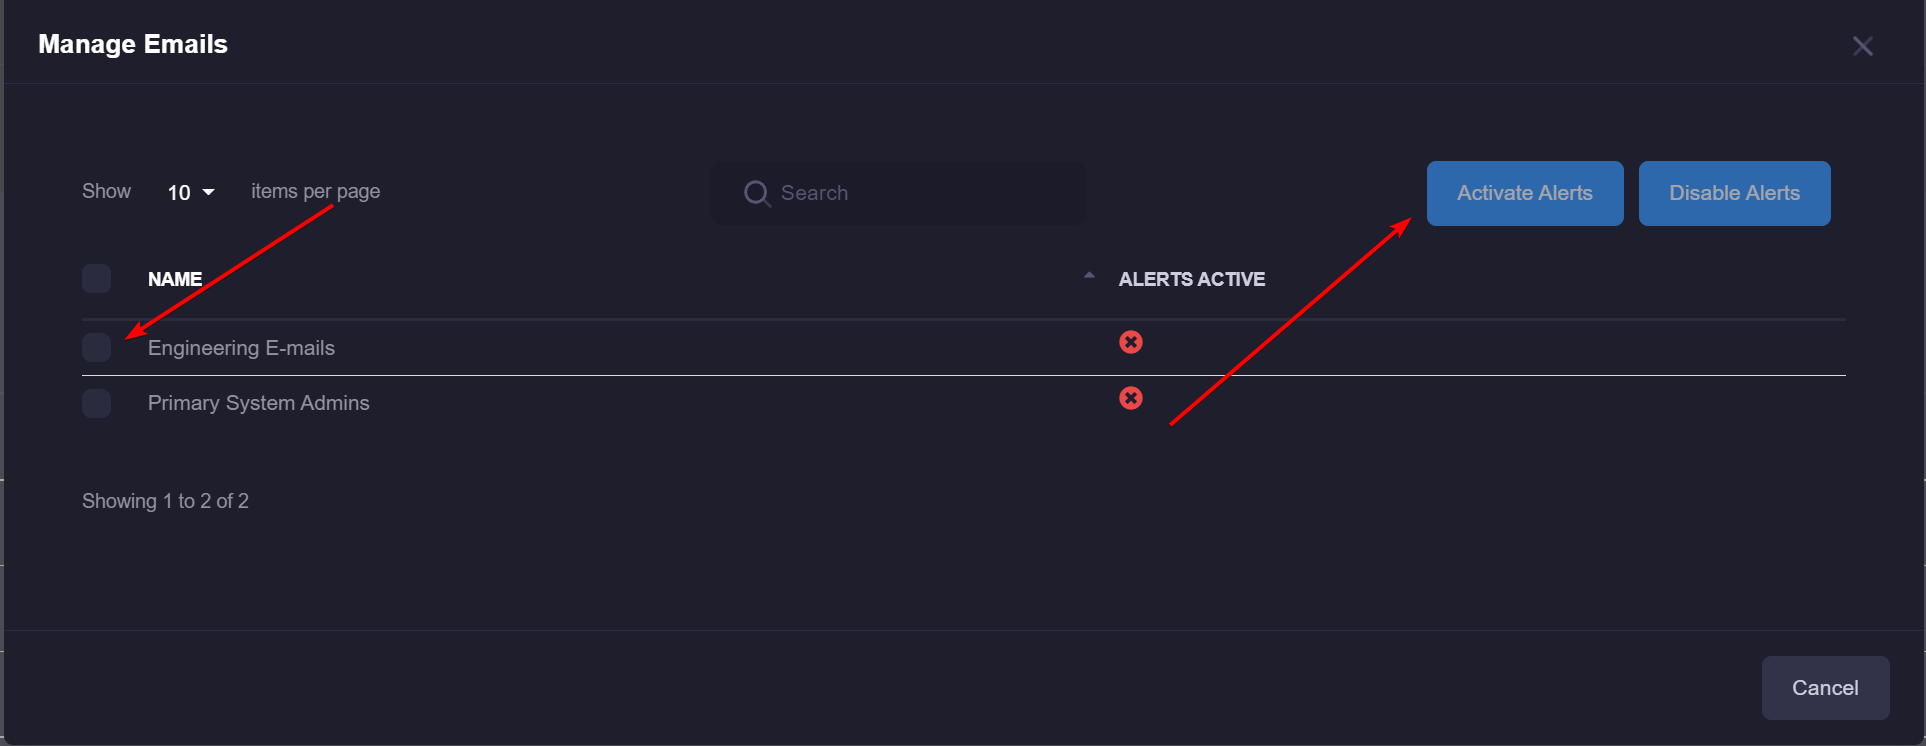 Manage Emails
Show 10 items per page
Search
Activate Alerts Disable Alerts
NAME ALERTS ACTIVE
Engineering E-mails
Primary System Admins
Showing 1 to 2 of 2
Cancel